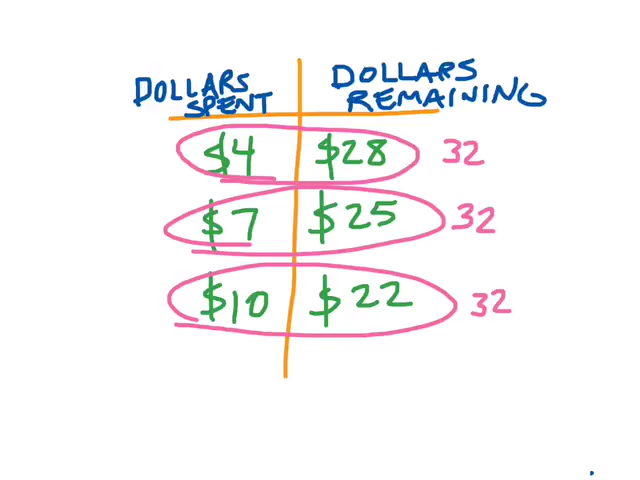 DOLLARS SPENT
DOLLARS REMAINING
$4 $28 32
$7 $25 32
$10 $22 32